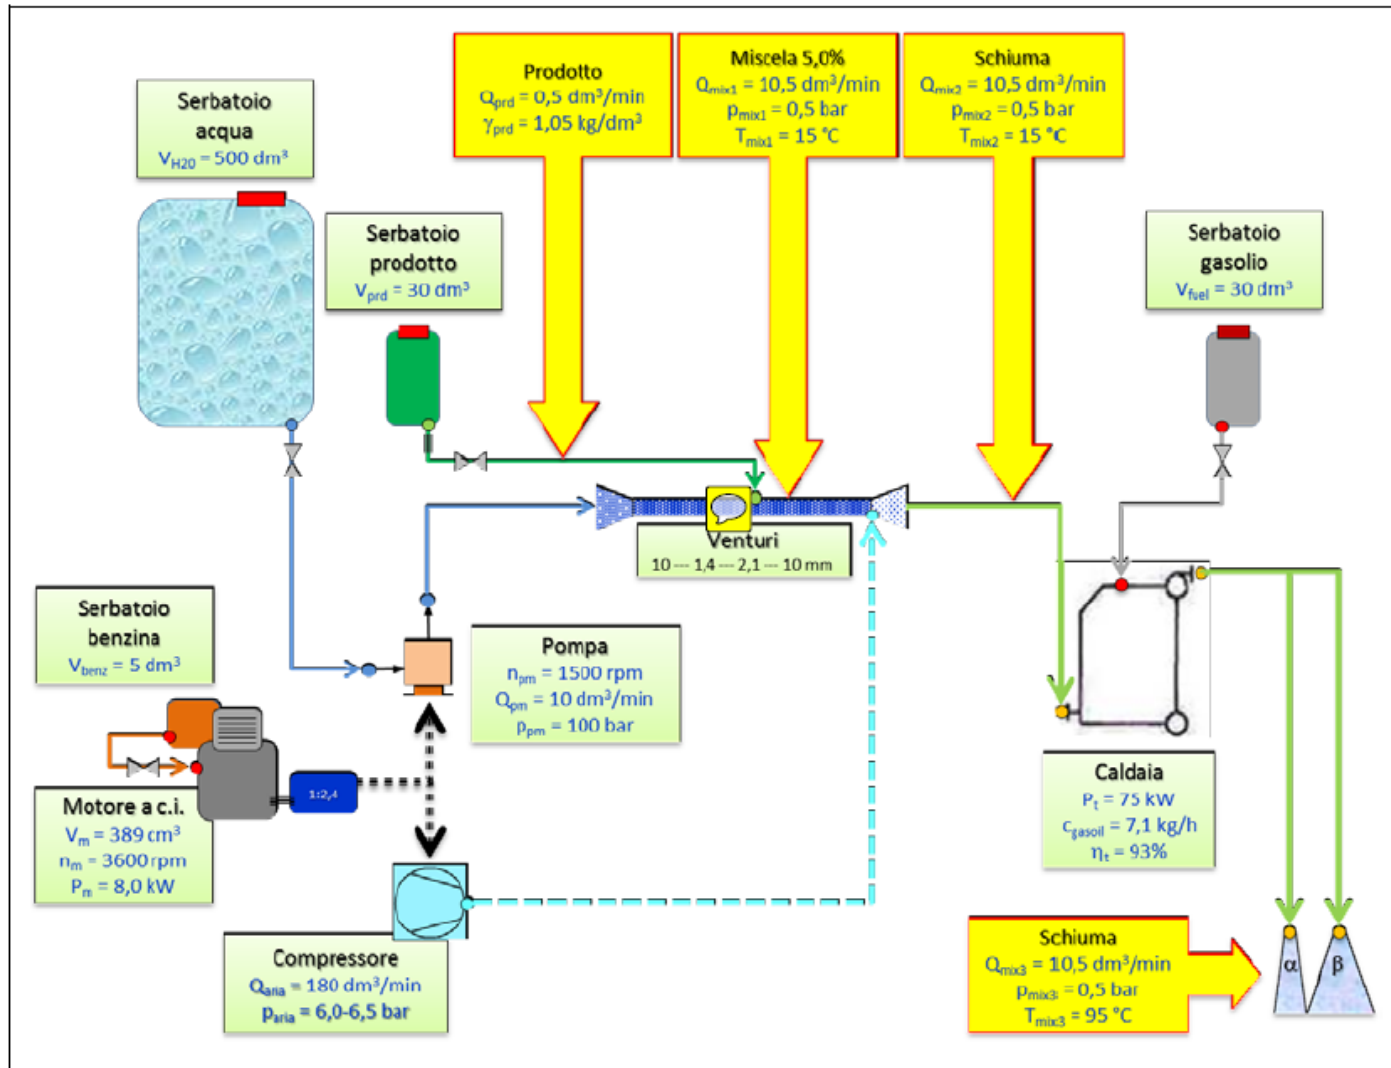 Prodotto
Qprd = 0,5 dm³/min
γprd = 1,05 kg/dm³
Miscela 5,0%
Qmix1 = 10,5 dm³/min
pmix1 = 0,5 bar
Tmix1 = 15 °C
Schiuma
Qmix2 = 10,5 dm³/min
pmix2 = 0,5 bar
Tmix2 = 15 °C
Serbatoio
acqua
VH20 = 500 dm³
Serbatoio
prodotto
Vprd = 30 dm³
Serbatoio
gasolio
Vfuel = 30 dm³
Venturi
10 --- 1,4 --- 2,1 --- 10 mm
Serbatoio
benzina
Vbenz = 5 dm³
Pompa
npm = 1500 rpm
Qpm = 10 dm³/min
ppm = 100 bar
1:2,4
Motore a c.i.
Vm = 389 cm³
nm = 3600 rpm
Pm = 8,0 kW
Caldaia
Pt = 75 kW
cgasoil = 7,1 kg/h
ηt = 93%
Compressore
Qaria = 180 dm³/min
paria = 6,0-6,5 bar
Schiuma
Qmix3 = 10,5 dm³/min
pmix3 = 0,5 bar
Tmix3 = 95 °C
α
β